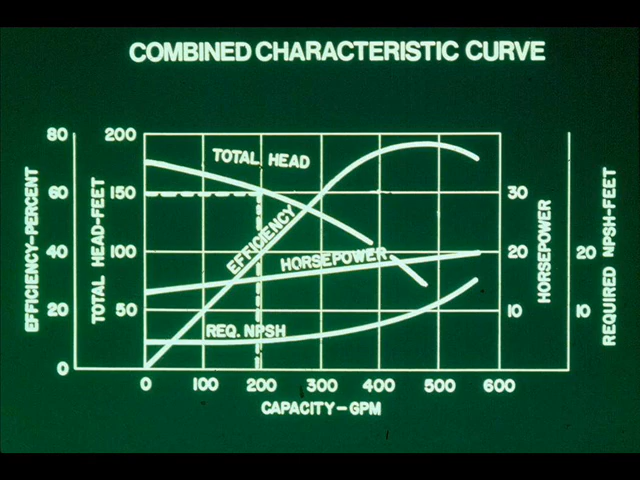 COMBINED CHARACTERISTIC CURVE
EFFICIENCY-PERCENT
80
60
40
20
0
TOTAL HEAD-FEET
200
150
100
50
TOTAL HEAD
EFFICIENCY
HORSEPOWER
REQ. NPSH
30
20
10
HORSEPOWER
20
10
REQUIRED NPSH-FEET
0 100 200 300 400 500 600
CAPACITY-GPM